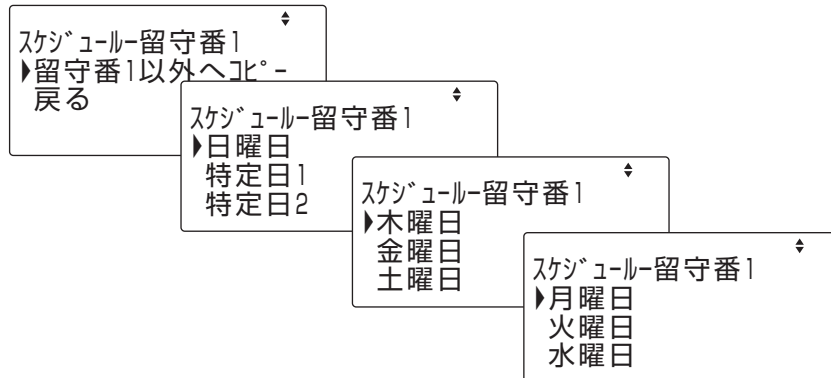 スケジュールー留守番1
▶留守番1以外へコピー
戻る
スケジュールー留守番1
▶日曜日
特定日1
特定日2
スケジュールー留守番1
▶木曜日
金曜日
土曜日
スケジュールー留守番1
▶月曜日
火曜日
水曜日